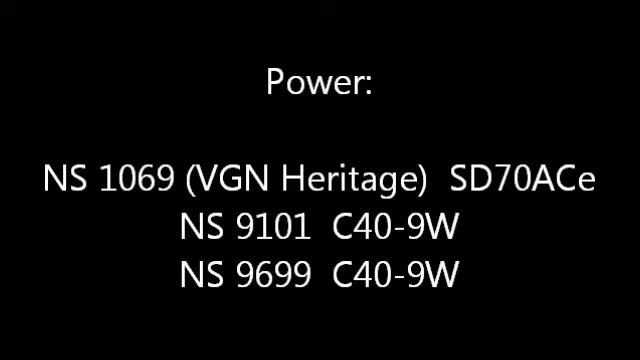 Power:
NS 1069 (VGN Heritage)  SD70ACe
NS 9101  C40-9W
NS 9699  C40-9W